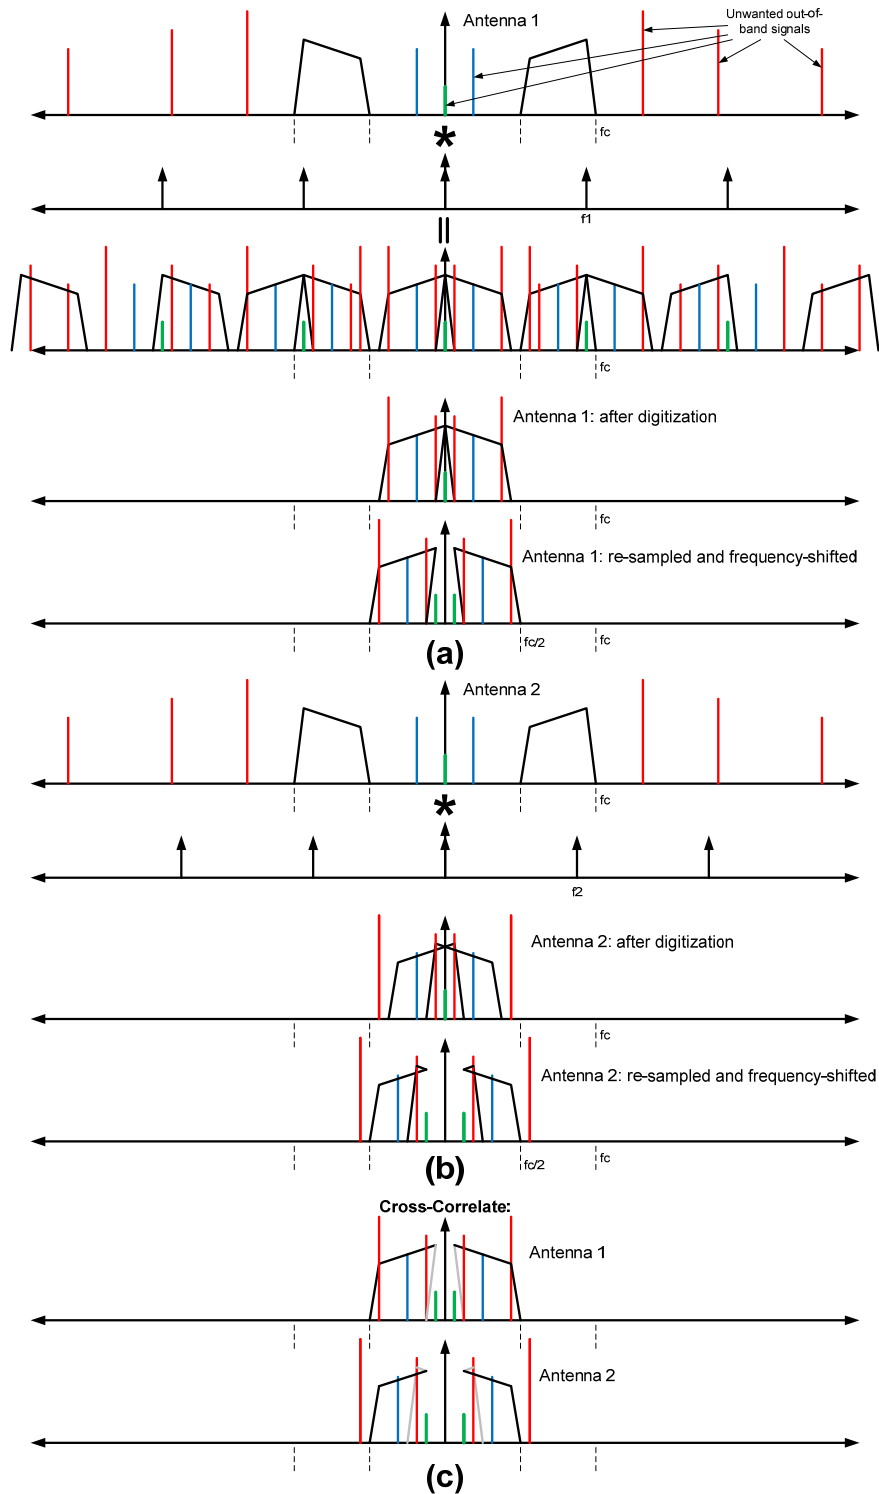 Unwanted out-of-
band signals
Antenna 1
fc
*
f1
=
fc
Antenna 1: after digitization
fc
Antenna 1: re-sampled and frequency-shifted
fc/2
fc
(a)
Antenna 2
fc
*
f2
Antenna 2: after digitization
fc
Antenna 2: re-sampled and frequency-shifted
fc/2
fc
(b)
Cross-Correlate:
Antenna 1
Antenna 2
(c)